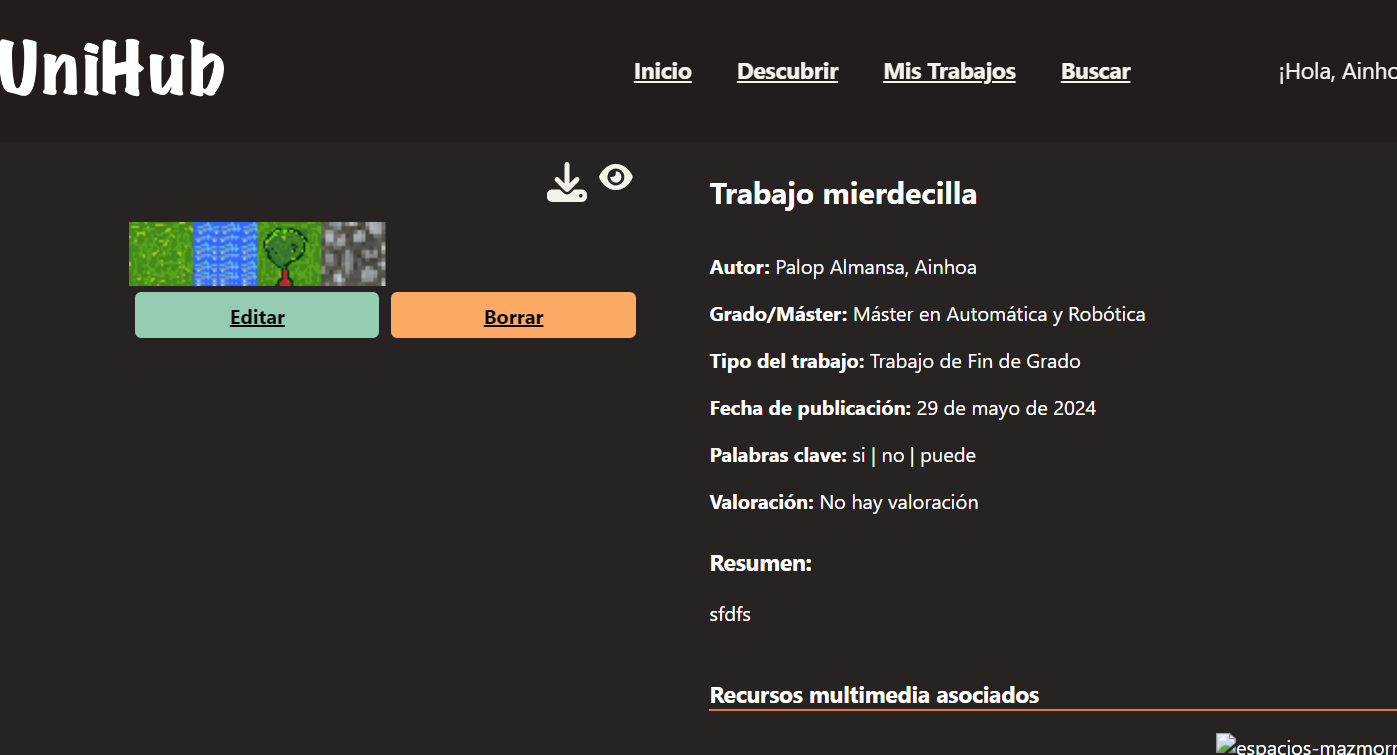 UniHub
Inicio Descubrir Mis Trabajos Buscar ¡Hola, Ainho
Trabajo mierdecilla
Autor: Palop Almansa, Ainhoa
Editar Borrar
Grado/Máster: Máster en Automática y Robótica
Tipo del trabajo: Trabajo de Fin de Grado
Fecha de publicación: 29 de mayo de 2024
Palabras clave: si | no | puede
Valoración: No hay valoración
Resumen:
sfdfs
Recursos multimedia asociados
espacios-mazmorr